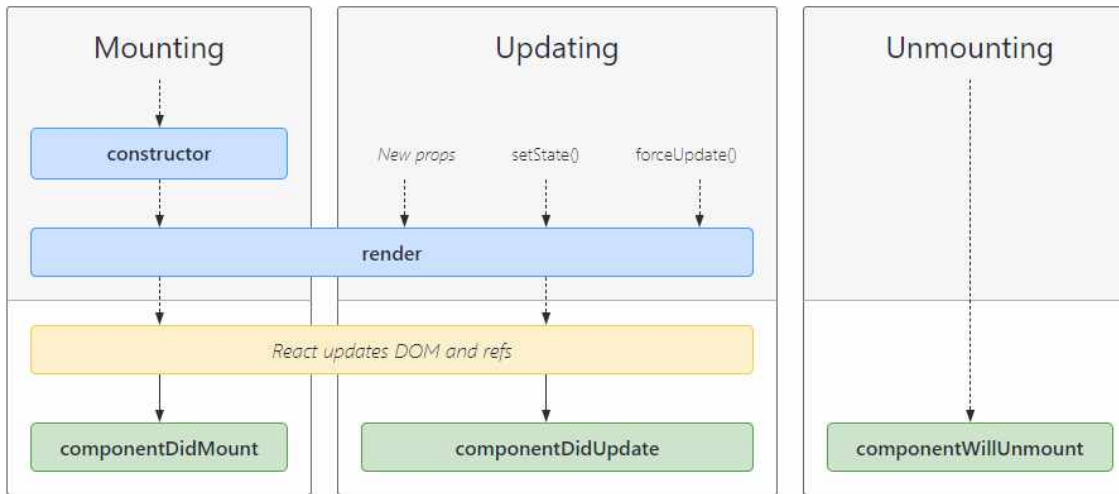 Mounting
Updating
Unmounting
constructor
New props
setState()
forceUpdate()
render
React updates DOM and refs
componentDidMount
componentDidUpdate
componentWillUnmount